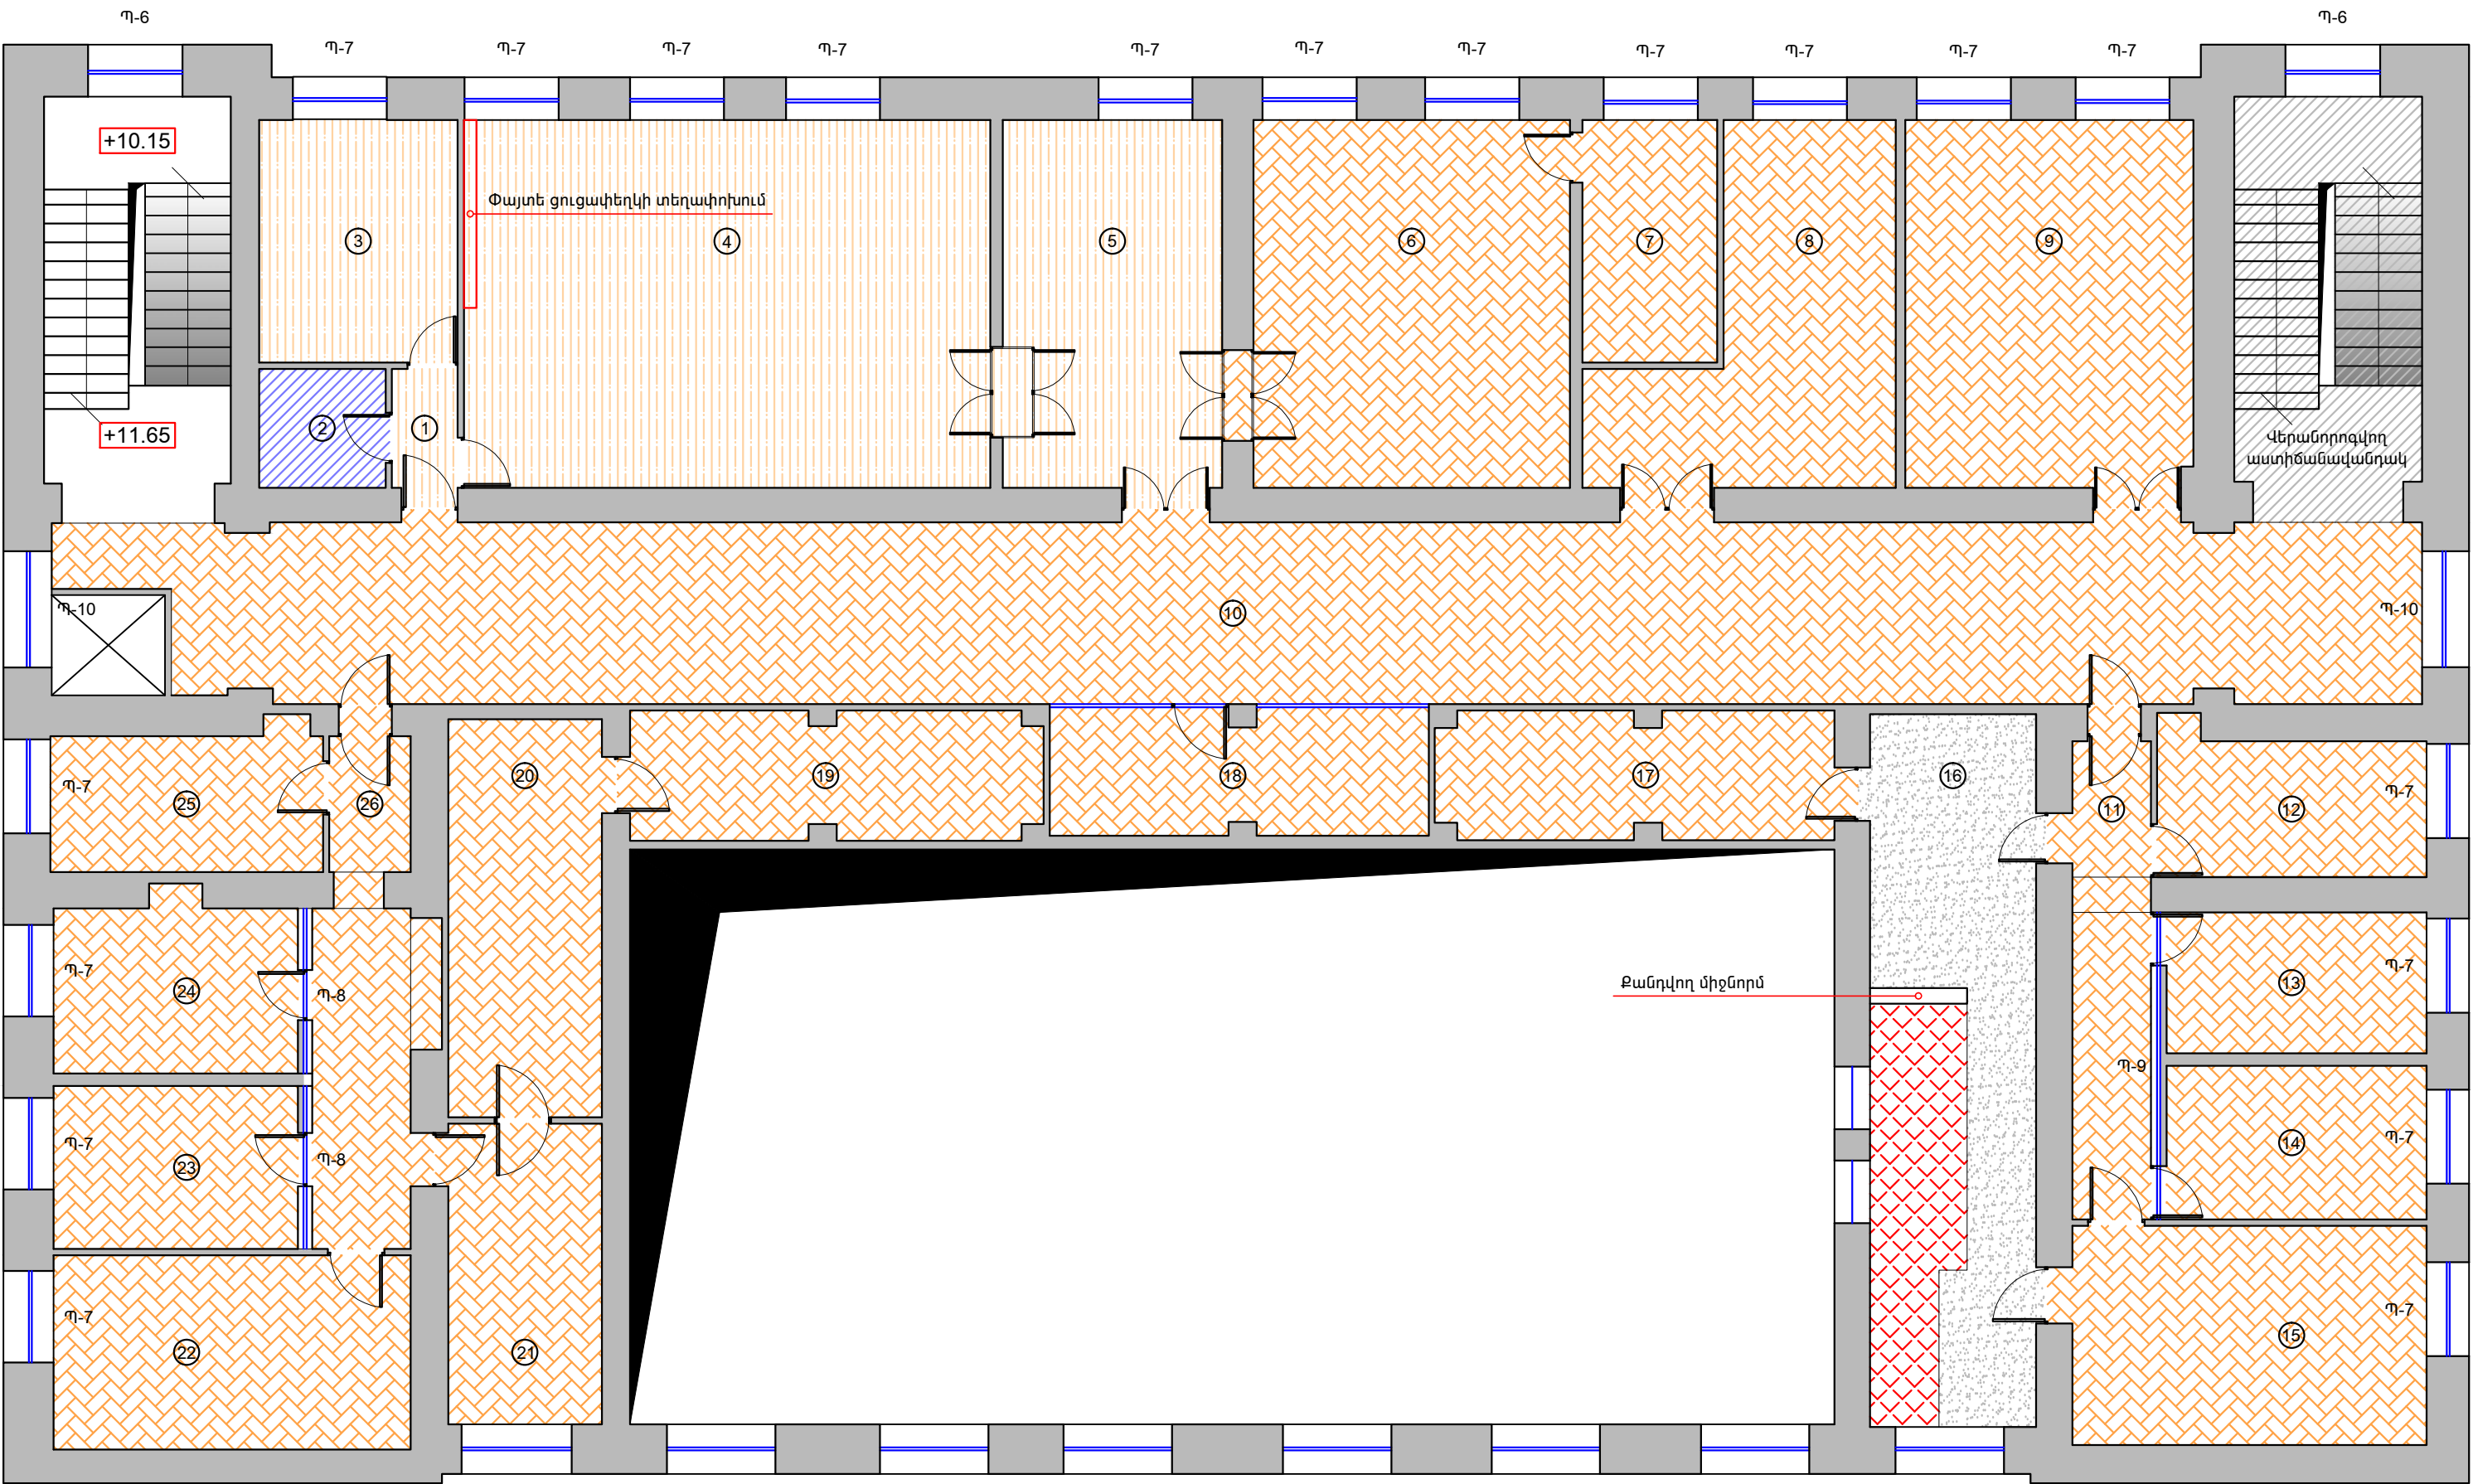 Պ-6
Պ-6
Պ-7
Պ-7
Պ-7
Պ-7
Պ-7
Պ-7
Պ-7
Պ-7
Պ-7
Պ-7
Պ-7
+10.15
Փայտե ցուցափեղկի տեղափոխում
3
4
5
6
7
8
9
+11.65
2
1
Վերանորոգվող
աստիճանավանդակ
Պ-10
10
Պ-10
20
19
18
17
16
Պ-7
25
26
11
12
Պ-7
Պ-7
24
Պ-8
Քանդվող միջնորմ
13
Պ-7
Պ-9
Պ-7
23
Պ-8
14
Պ-7
Պ-7
22
21
15
Պ-7